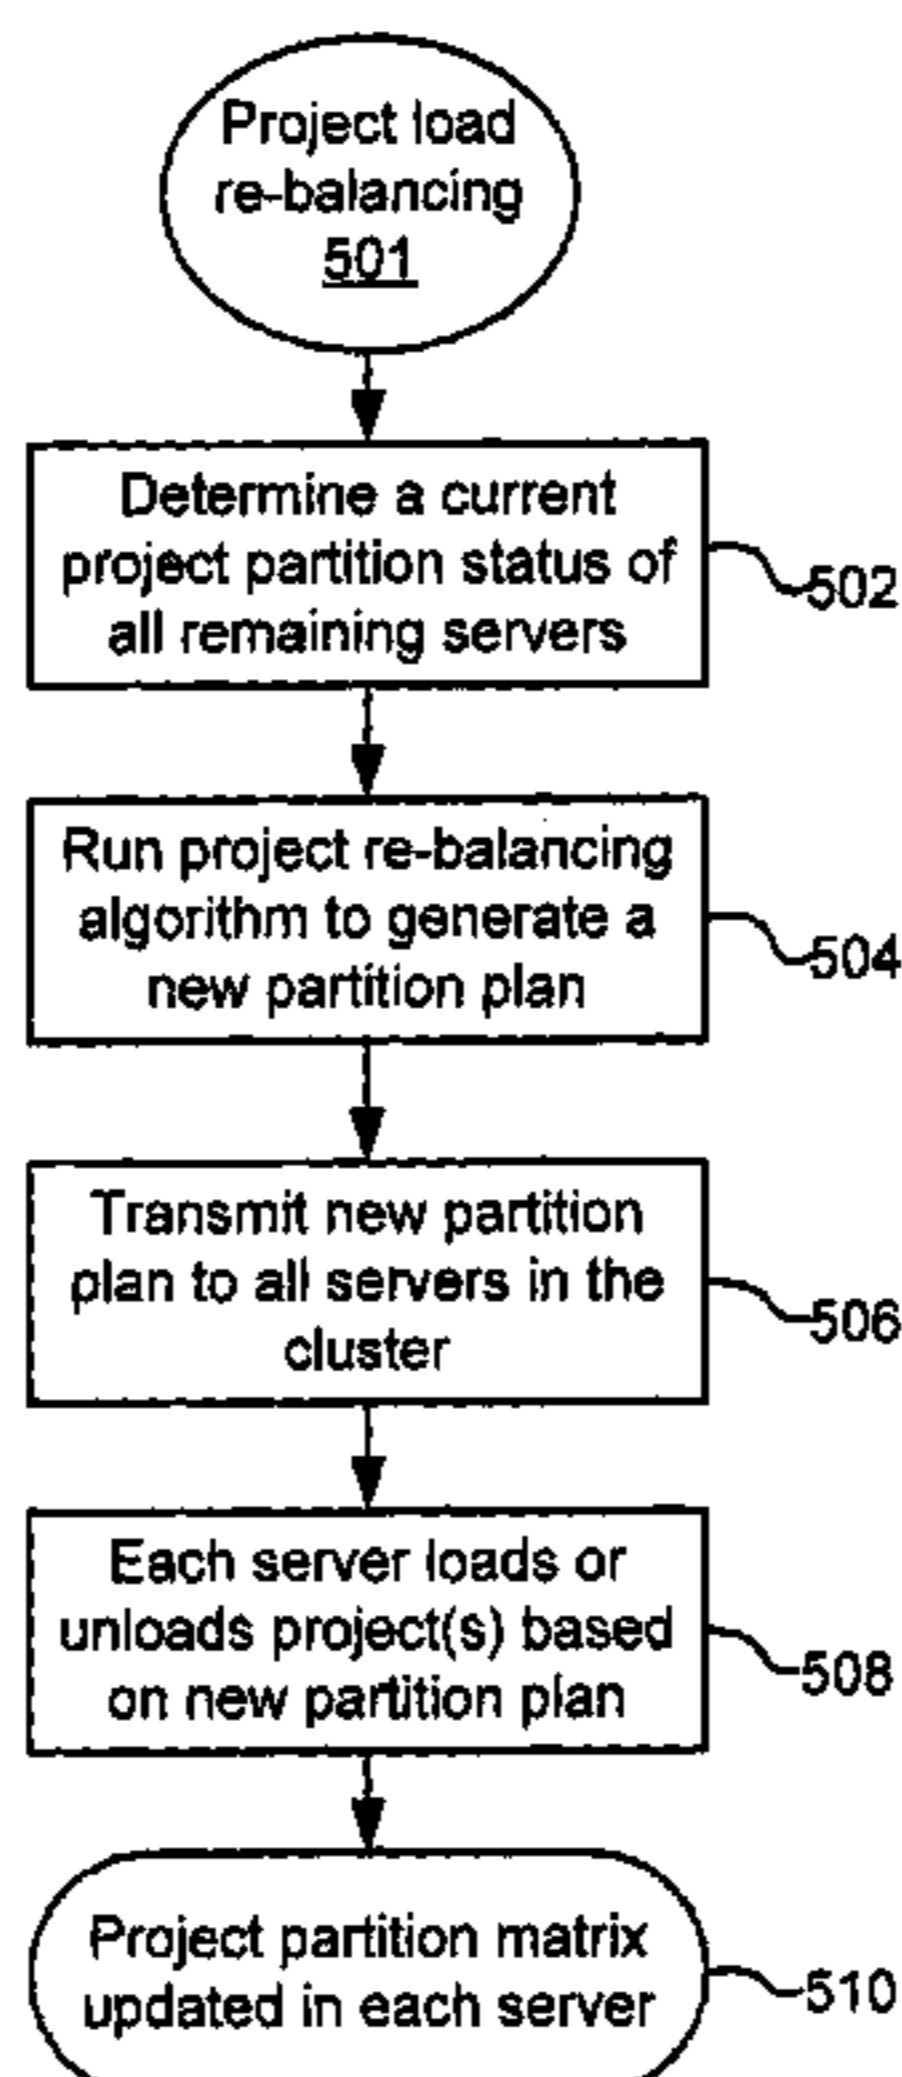 Project load
re-balancing
501
Determine a current
project partition status of
all remaining servers
502
Run project re-balancing
algorithm to generate a
new partition plan
504
Transmit new partition
plan to all servers in the
cluster
506
Each server loads or
unloads project(s) based
on new partition plan
508
Project partition matrix
updated in each server
510